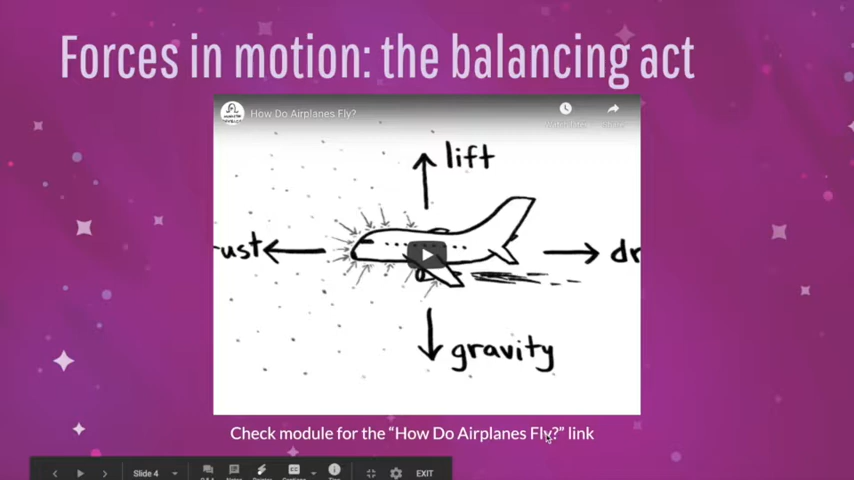 Forces in motion: the balancing act
How Do Airplanes Fly?
lift
ust
dr
gravity
Check module for the “How Do Airplanes Fly?” link
Slide 4
EXIT